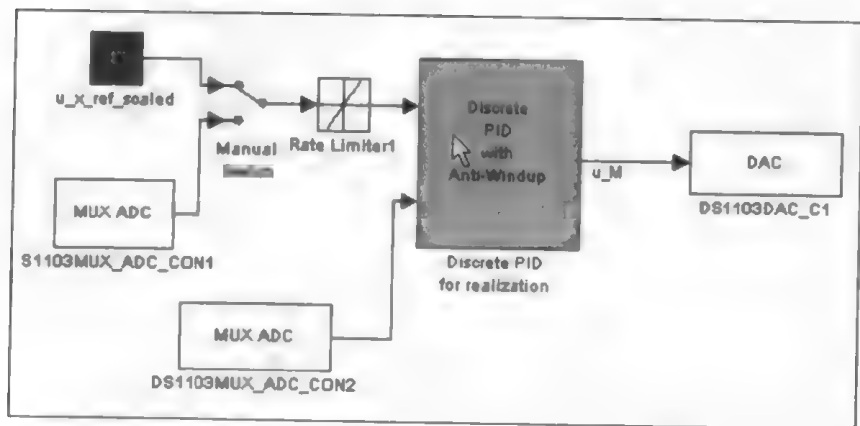 u_x_ref_scaled
Manual
Rate Limiter1
MUX ADC
S1103MUX_ADC_CON1
MUX ADC
DS1103MUX_ADC_CON2
Discrete
PID
with
Anti-Windup
Discrete PID
for realization
u_M
DAC
DS1103DAC_C1